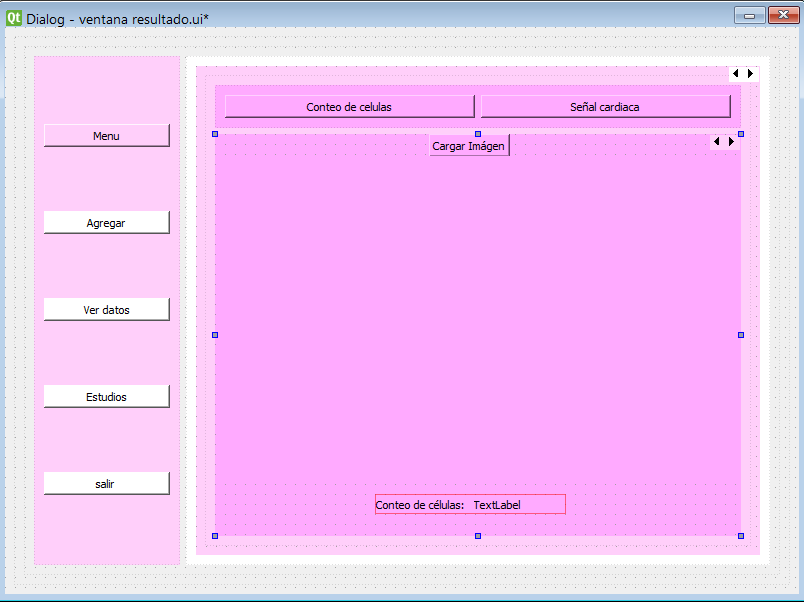 Qt Dialog - ventana resultado.ui*
Conteo de celulas
Señal cardiaca
Menu
Cargar Imágen
Agregar
Ver datos
Estudios
salir
Conteo de células: TextLabel